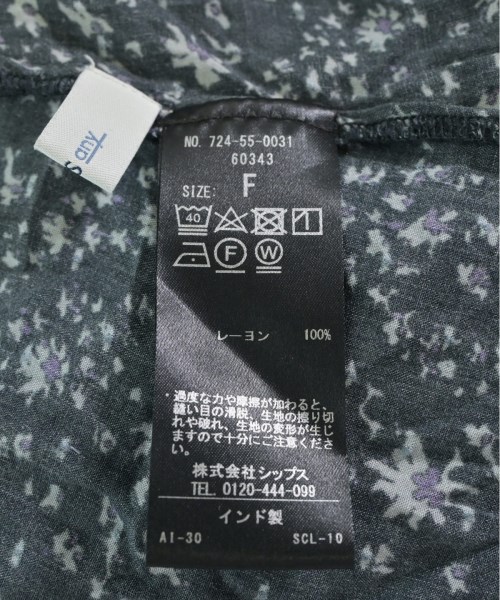 s any
NO. 724-55-0031
60343
SIZE: F
40
F W
レーヨン 100%
・過度な力や摩擦が加わると、
縫い目の滑脱、生地の擦り切
れや破れ、生地の変形が生じ
ますので十分にご注意ください。
株式会社シップス
TEL. 0120-444-099
インド製
AI-30 SCL-10